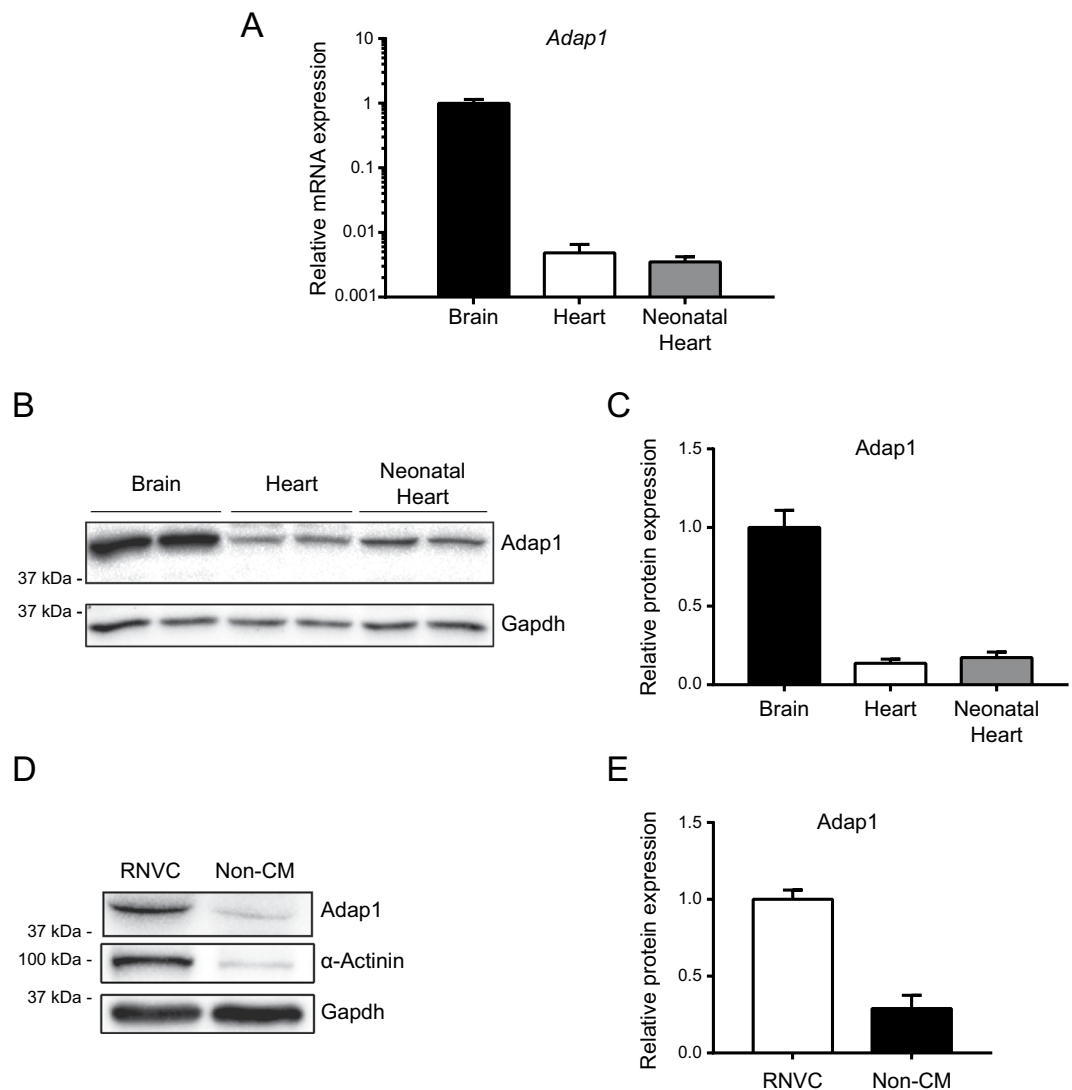 A
Adap1
Relative mRNA expression
10
1
0.1
0.01
0.001
Brain
Heart
Neonatal
Heart
B
Brain
Heart
Neonatal
Heart
Adap1
37 kDa -
37 kDa -
Gapdh
C
Adap1
Relative protein expression
1.5
1.0
0.5
0.0
Brain
Heart
Neonatal
Heart
D
RNVC
Non-CM
Adap1
37 kDa -
100 kDa -
α-Actinin
37 kDa -
Gapdh
E
Adap1
Relative protein expression
1.5
1.0
0.5
0.0
RNVC
Non-CM